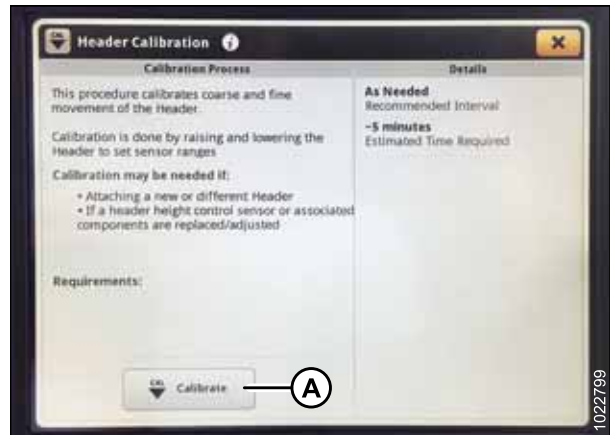 CAL
Header Calibration i
Calibration Process
Details
This procedure calibrates coarse and fine
movement of the Header.
Calibration is done by raising and lowering the
Header to set sensor ranges
Calibration may be needed if:
• Attaching a new or different Header
• If a header height control sensor or associated
components are replaced/adjusted
Requirements:
As Needed
Recommended Interval
~5 minutes
Estimated Time Required
CAL
Calibrate
A
1022799